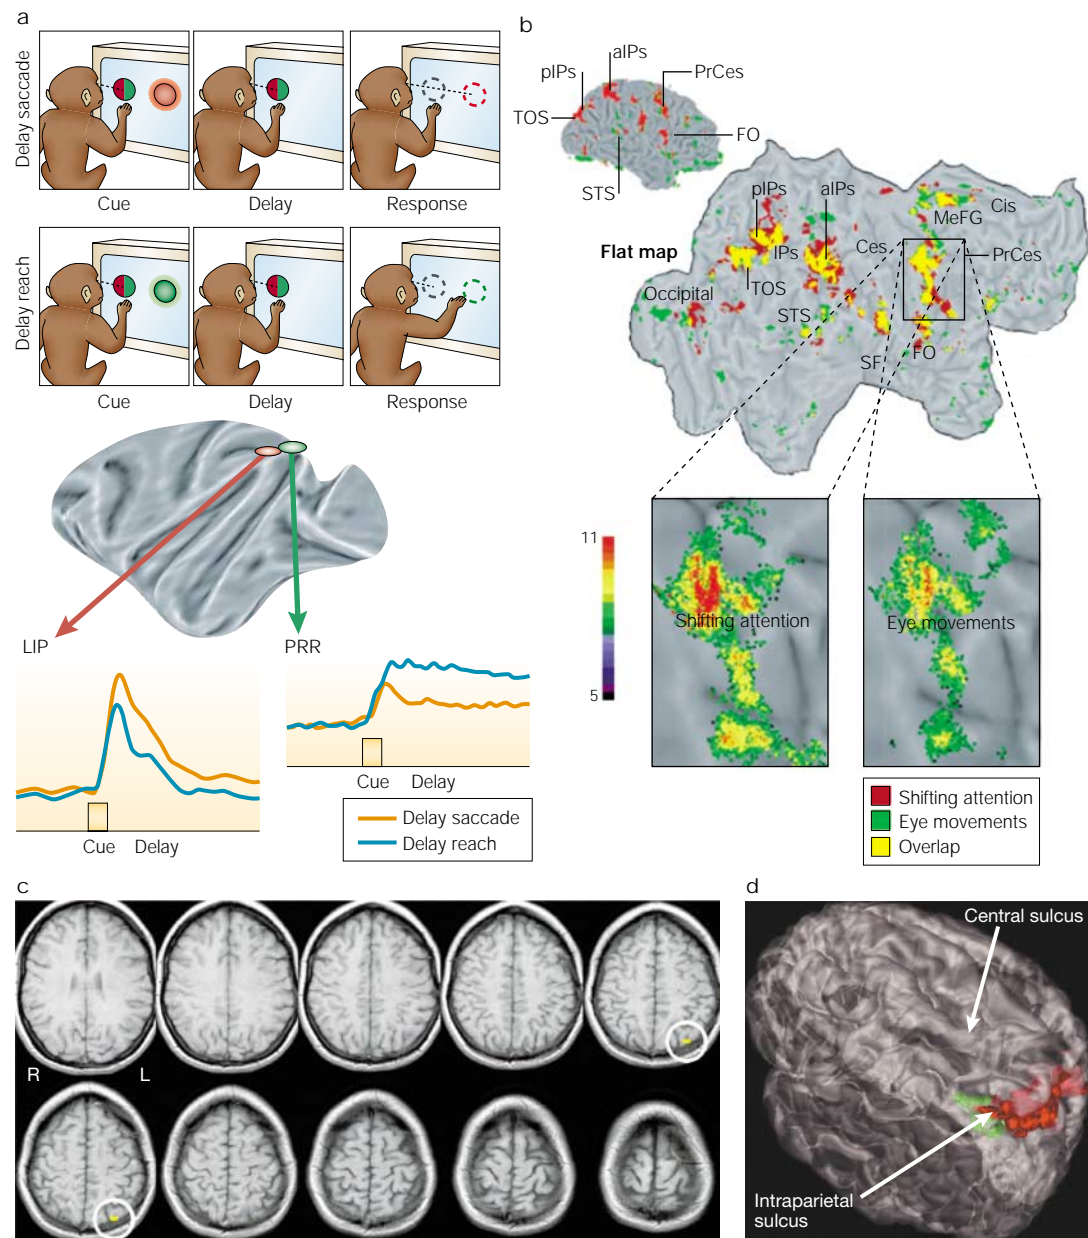 a
Delay saccade
Cue
Delay
Response
Delay reach
Cue
Delay
Response
LIP
PRR
Cue
Delay
Cue
Delay
Delay saccade
Delay reach
b
aIPs
pIPs
PrCes
TOS
FO
STS
pIPs
aIPs
Cis
MeFG
Flat map
IPs
Ces
PrCes
TOS
Occipital
STS
SF
FO
11
5
Shifting attention
Eye movements
Shifting attention
Eye movements
Overlap
c
R
L
d
Central sulcus
Intraparietal
sulcus